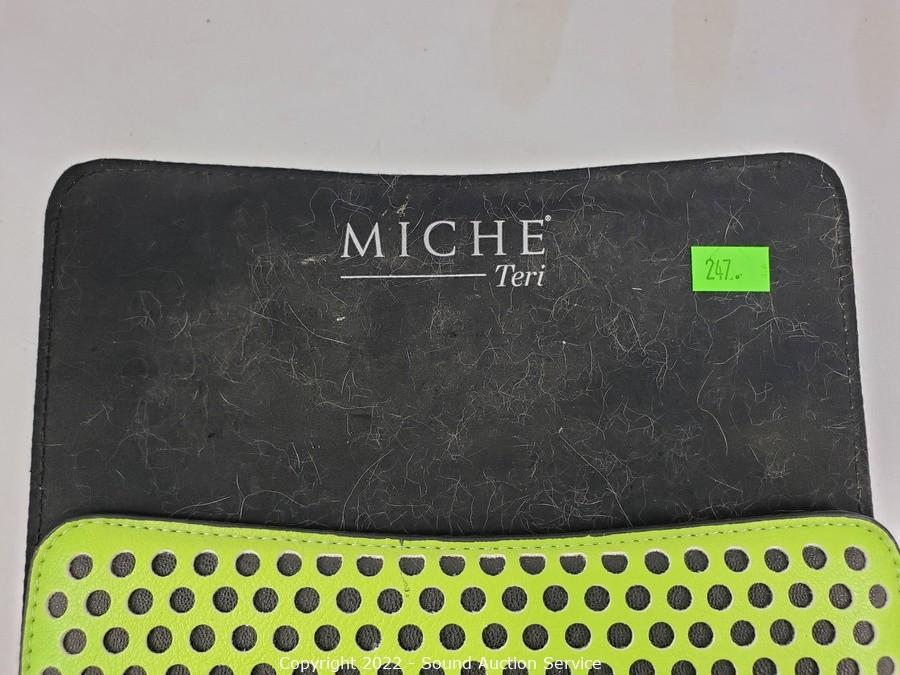 MICHE®
Teri
247.
Copyright 2022 - Sound Auction Service